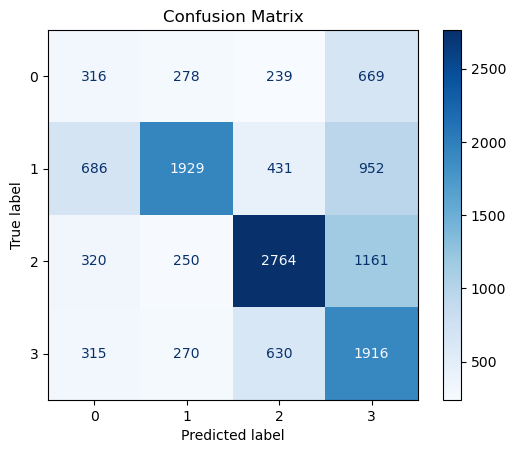 Confusion Matrix
True label
0 316 278 239 669
1 686 1929 431 952
2 320 250 2764 1161
3 315 270 630 1916
0 1 2 3
Predicted label
2500
2000
1500
1000
500